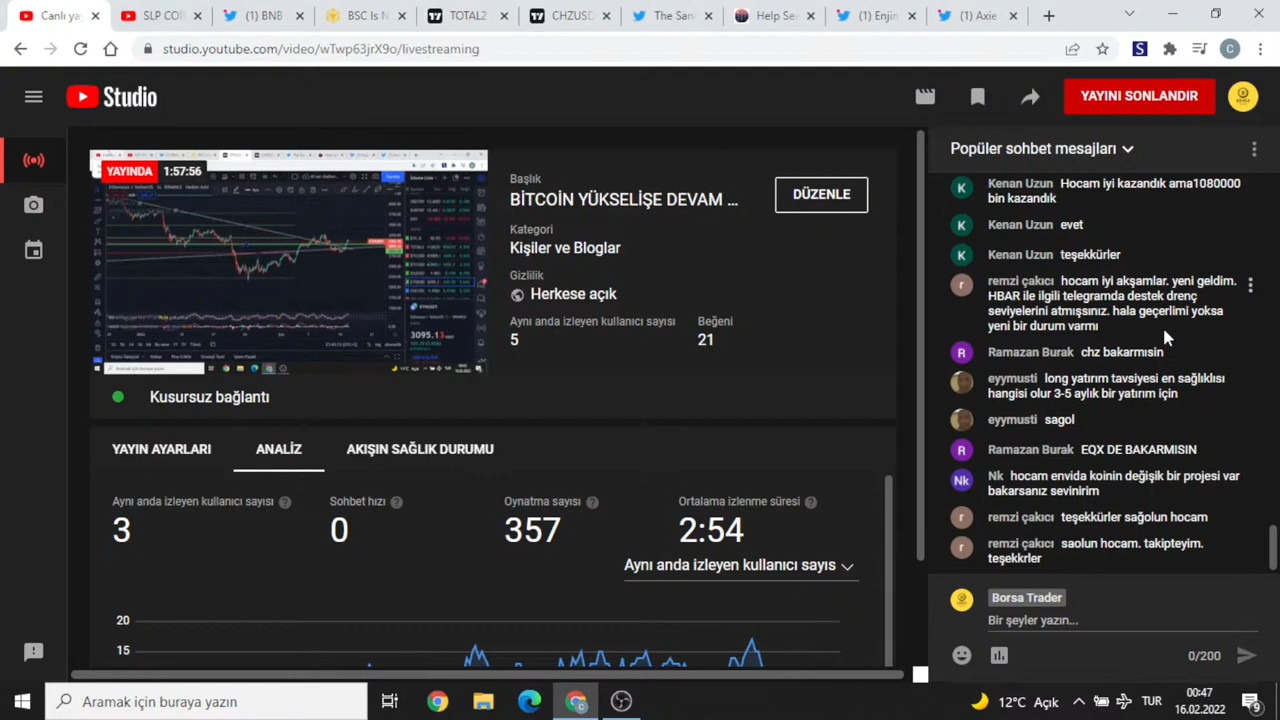 Canlı ya
SLP COİ
(1) BNB
BSC Is N
TOTAL2
CHZUSD
The San
Help Se
(1) Enjin
(1) Axie
studio.youtube.com/video/wTwp63jrX9o/livestreaming
C
Studio
YAYINI SONLANDIR
YAYINDA 1:57:56
3095.13
Başlık
BİTCOİN YÜKSELİŞE DEVAM ...
DÜZENLE
Kategori
Kişiler ve Bloglar
Gizlilik
Herkese açık
Aynı anda izleyen kullanıcı sayısı
Beğeni
5
21
Kusursuz bağlantı
YAYIN AYARLARI
ANALİZ
AKIŞIN SAĞLIK DURUMU
Aynı anda izleyen kullanıcı sayısı
Sohbet hızı
Oynatma sayısı
Ortalama izlenme süresi
3
0
357
2:54
Aynı anda izleyen kullanıcı sayıs
20
15
Popüler sohbet mesajları
K Kenan Uzun Hocam iyi kazandık ama1080000
bin kazandık
K Kenan Uzun evet
K Kenan Uzun teşekkürler
r remzi çakıcı hocam iyi akşamlar. yeni geldim.
HBAR ile ilgili telegramda destek drenç
seviyelerini atmışsınız. hala geçerlimi yoksa
yeni bir durum varmı
R Ramazan Burak chz bakarmısin
eyymusti long yatırım tavsiyesi en sağlıklısı
hangisi olur 3-5 aylık bir yatırım için
eyymusti sagol
R Ramazan Burak EQX DE BAKARMISIN
Nk Nk hocam envida koinin değişik bir projesi var
bakarsanız sevinirim
r remzi çakıcı teşekkürler sağolun hocam
r remzi çakıcı saolun hocam. takipteyim.
teşekkrler
Borsa Trader
Bir şeyler yazın...
0/200
Aramak için buraya yazın
12°C Açık
TUR
00:47
16.02.2022
9